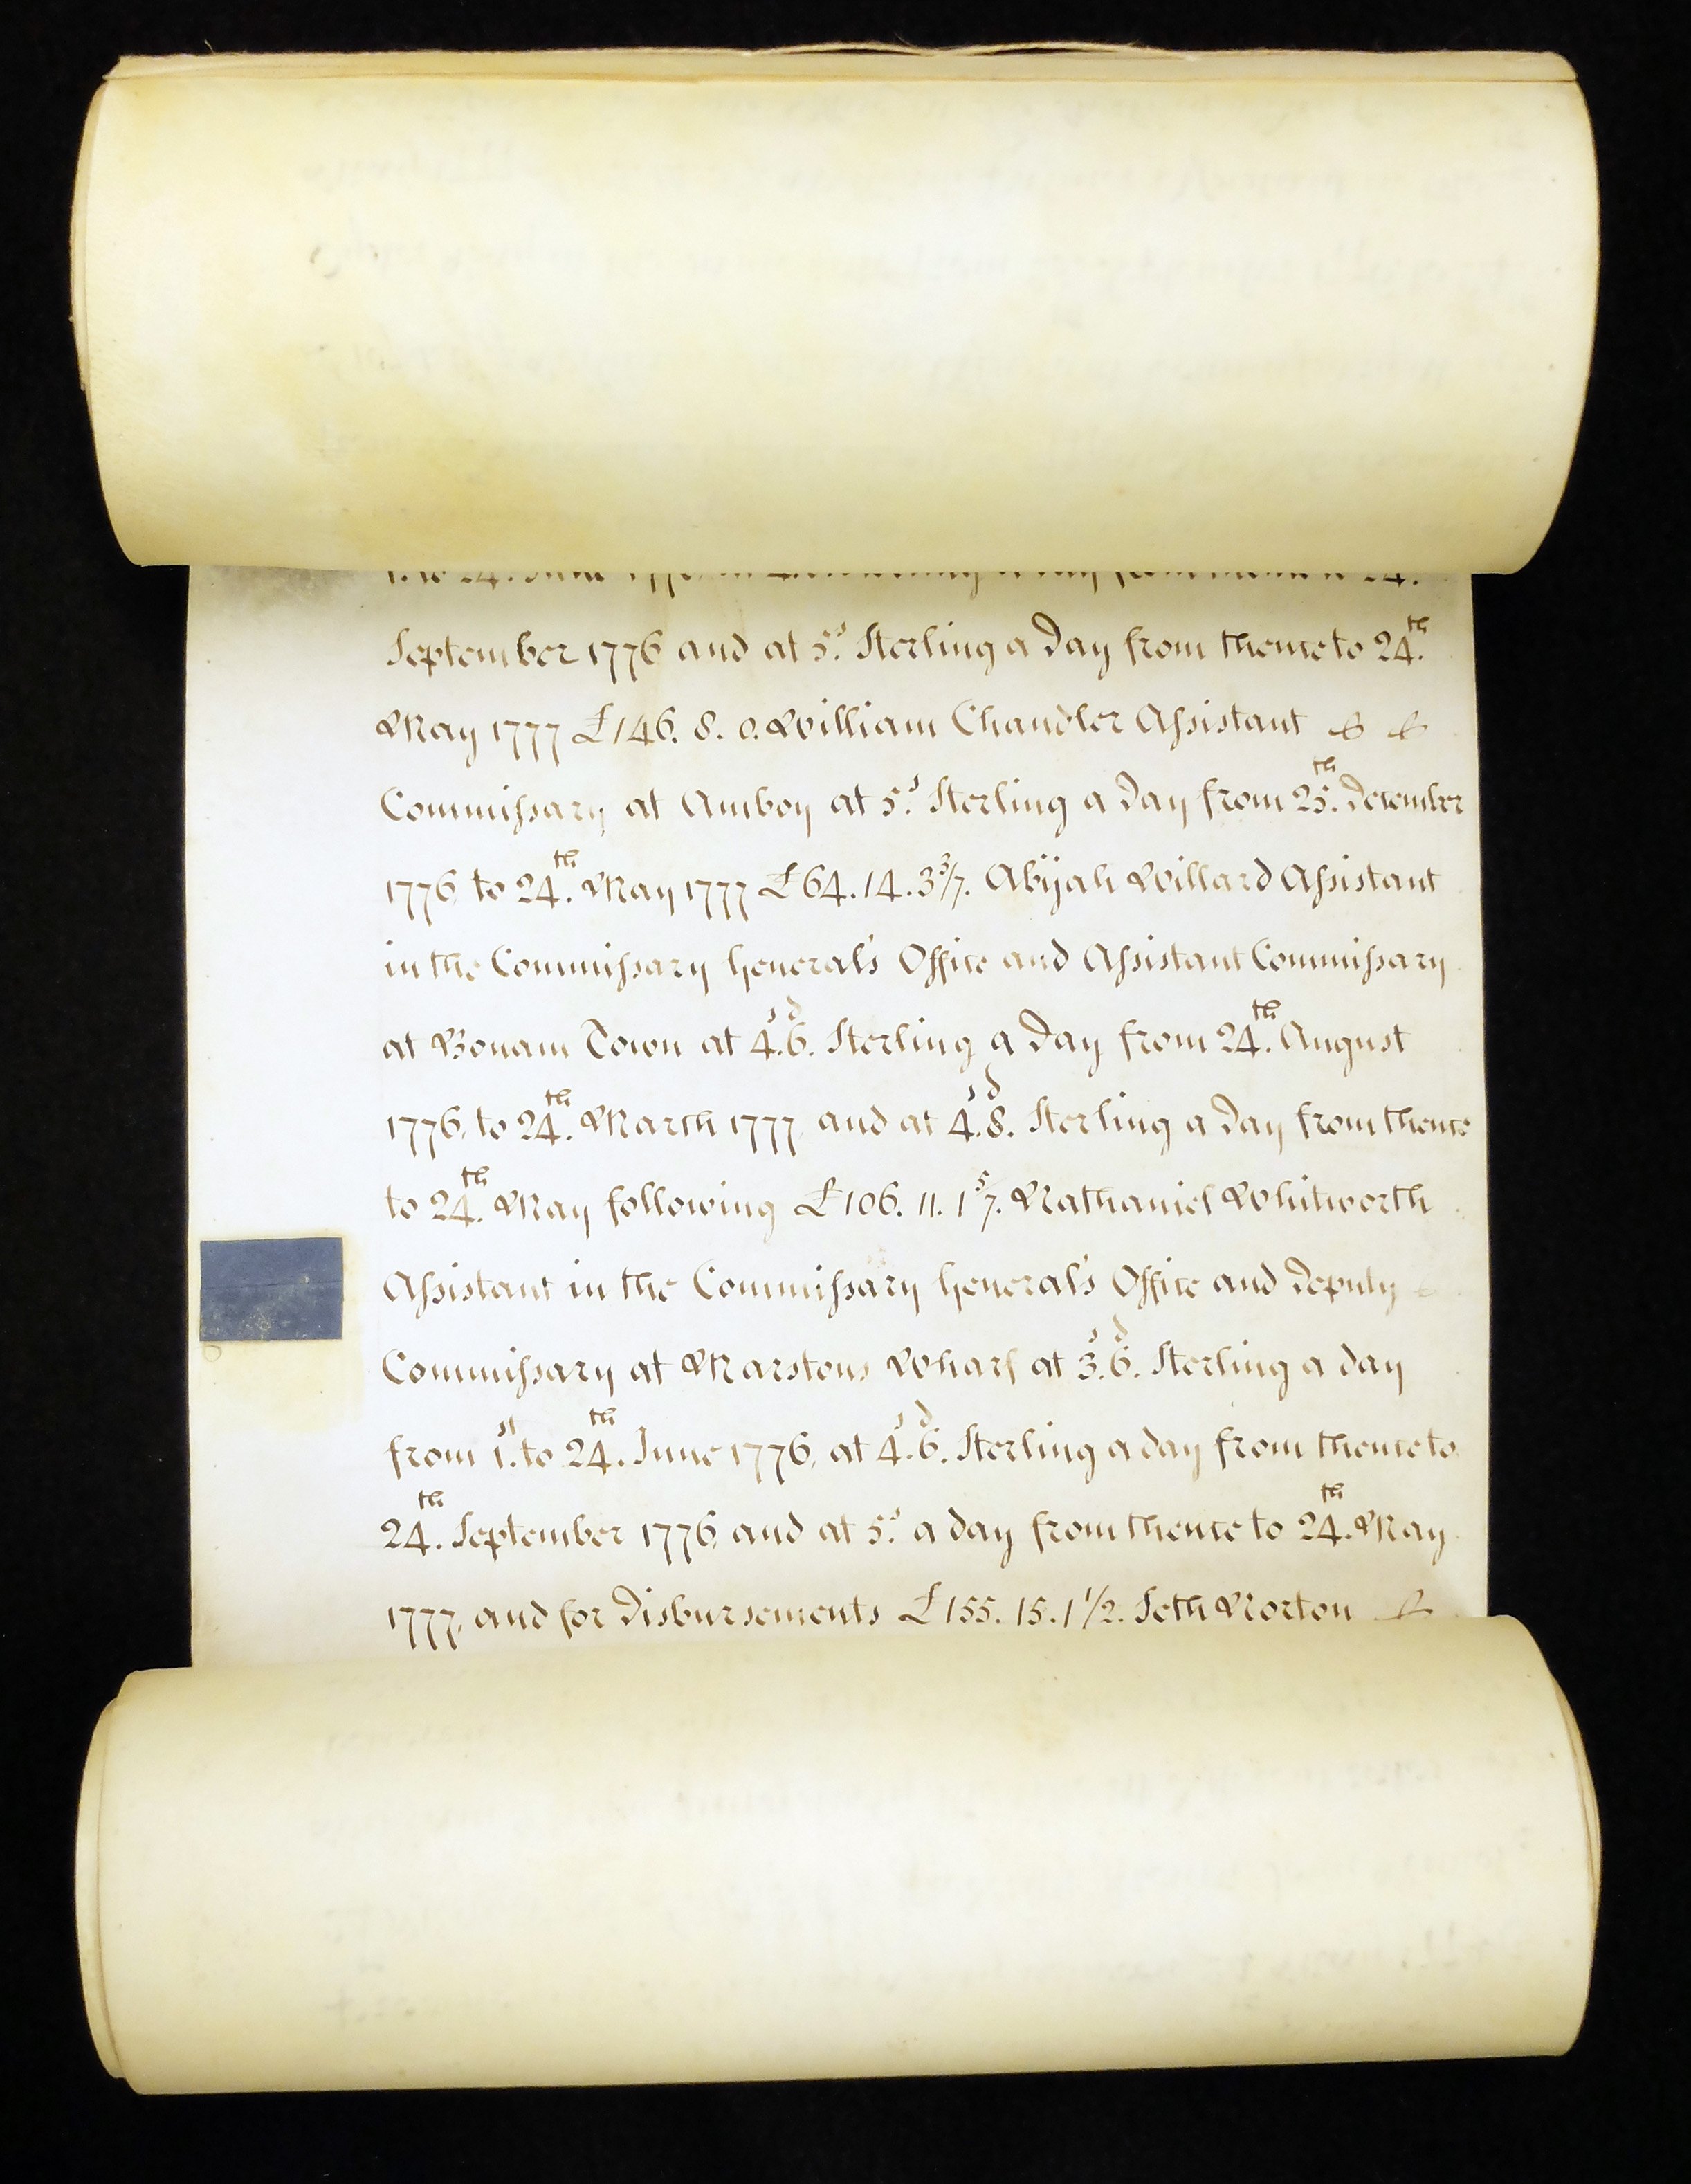 September 1776 and at 5.s Sterling a Day from thence to 24.th
May 1777 £146. 8. 0. William Chandler Assistant
Commissary at Amboy at 5.s Sterling a Day from 25.th December
1776 to 24.th May 1777 £64. 14. 3 3/7. Abijah Willard Assistant
in the Commissary General's Office and Assistant Commissary
at Bonam Town at 4.s 6.d Sterling a Day from 24.th August
1776, to 24.th March 1777, and at 4.s 8.d Sterling a Day from thence
to 24.th May following £106. 11. 1 5/7. Nathaniel Whitworth
Assistant in the Commissary General's Office and Deputy
Commissary at Marstons Wharf at 3.s 6.d Sterling a day
from 1.st to 24.th June 1776, at 4.s 6.d Sterling a day from thence to
24.th September 1776 and at 5.s a day from thence to 24.th May
1777, and for Disbursements £155. 15. 1 1/2. Seth Norton